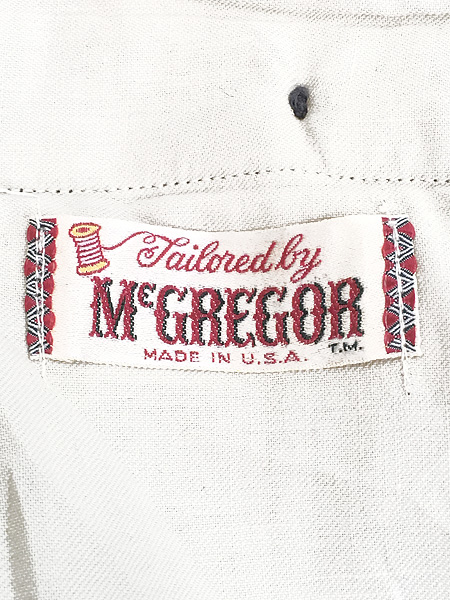 Tailored by
McGREGOR
T.M.
MADE IN U.S.A.